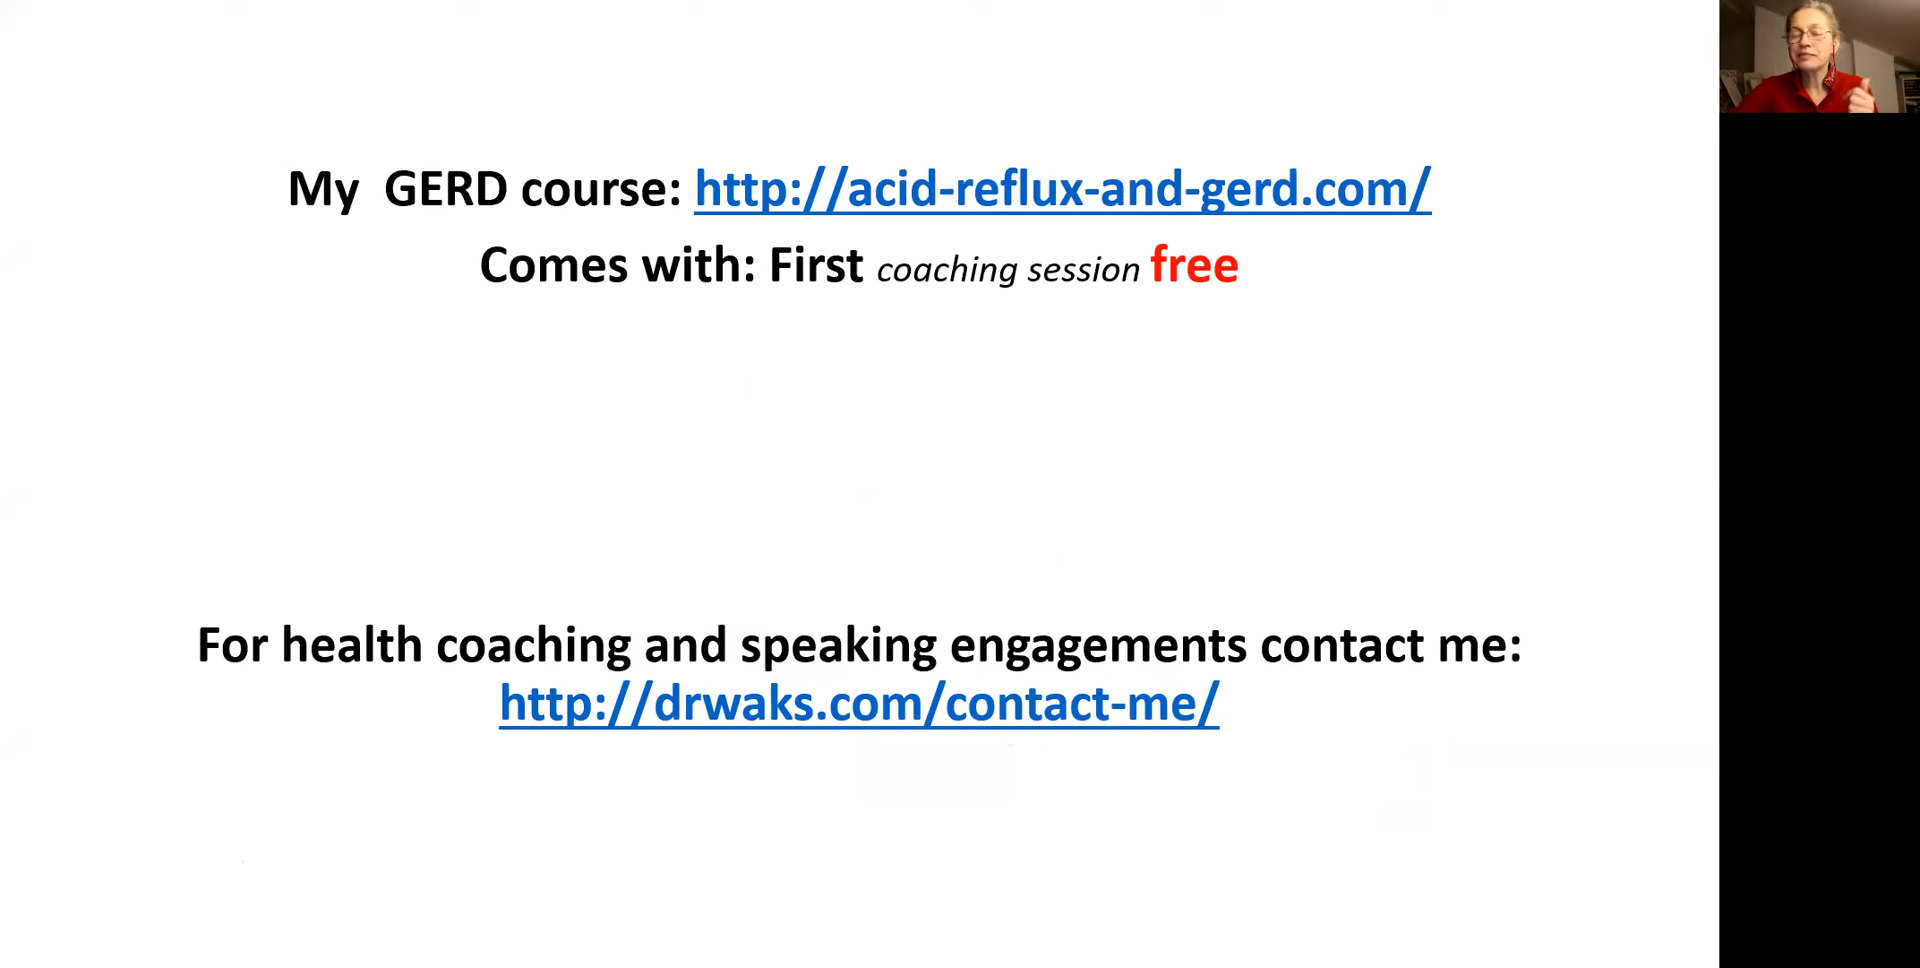 My  GERD course: http://acid-reflux-and-gerd.com/
Comes with: First coaching session free
For health coaching and speaking engagements contact me:
http://drwaks.com/contact-me/